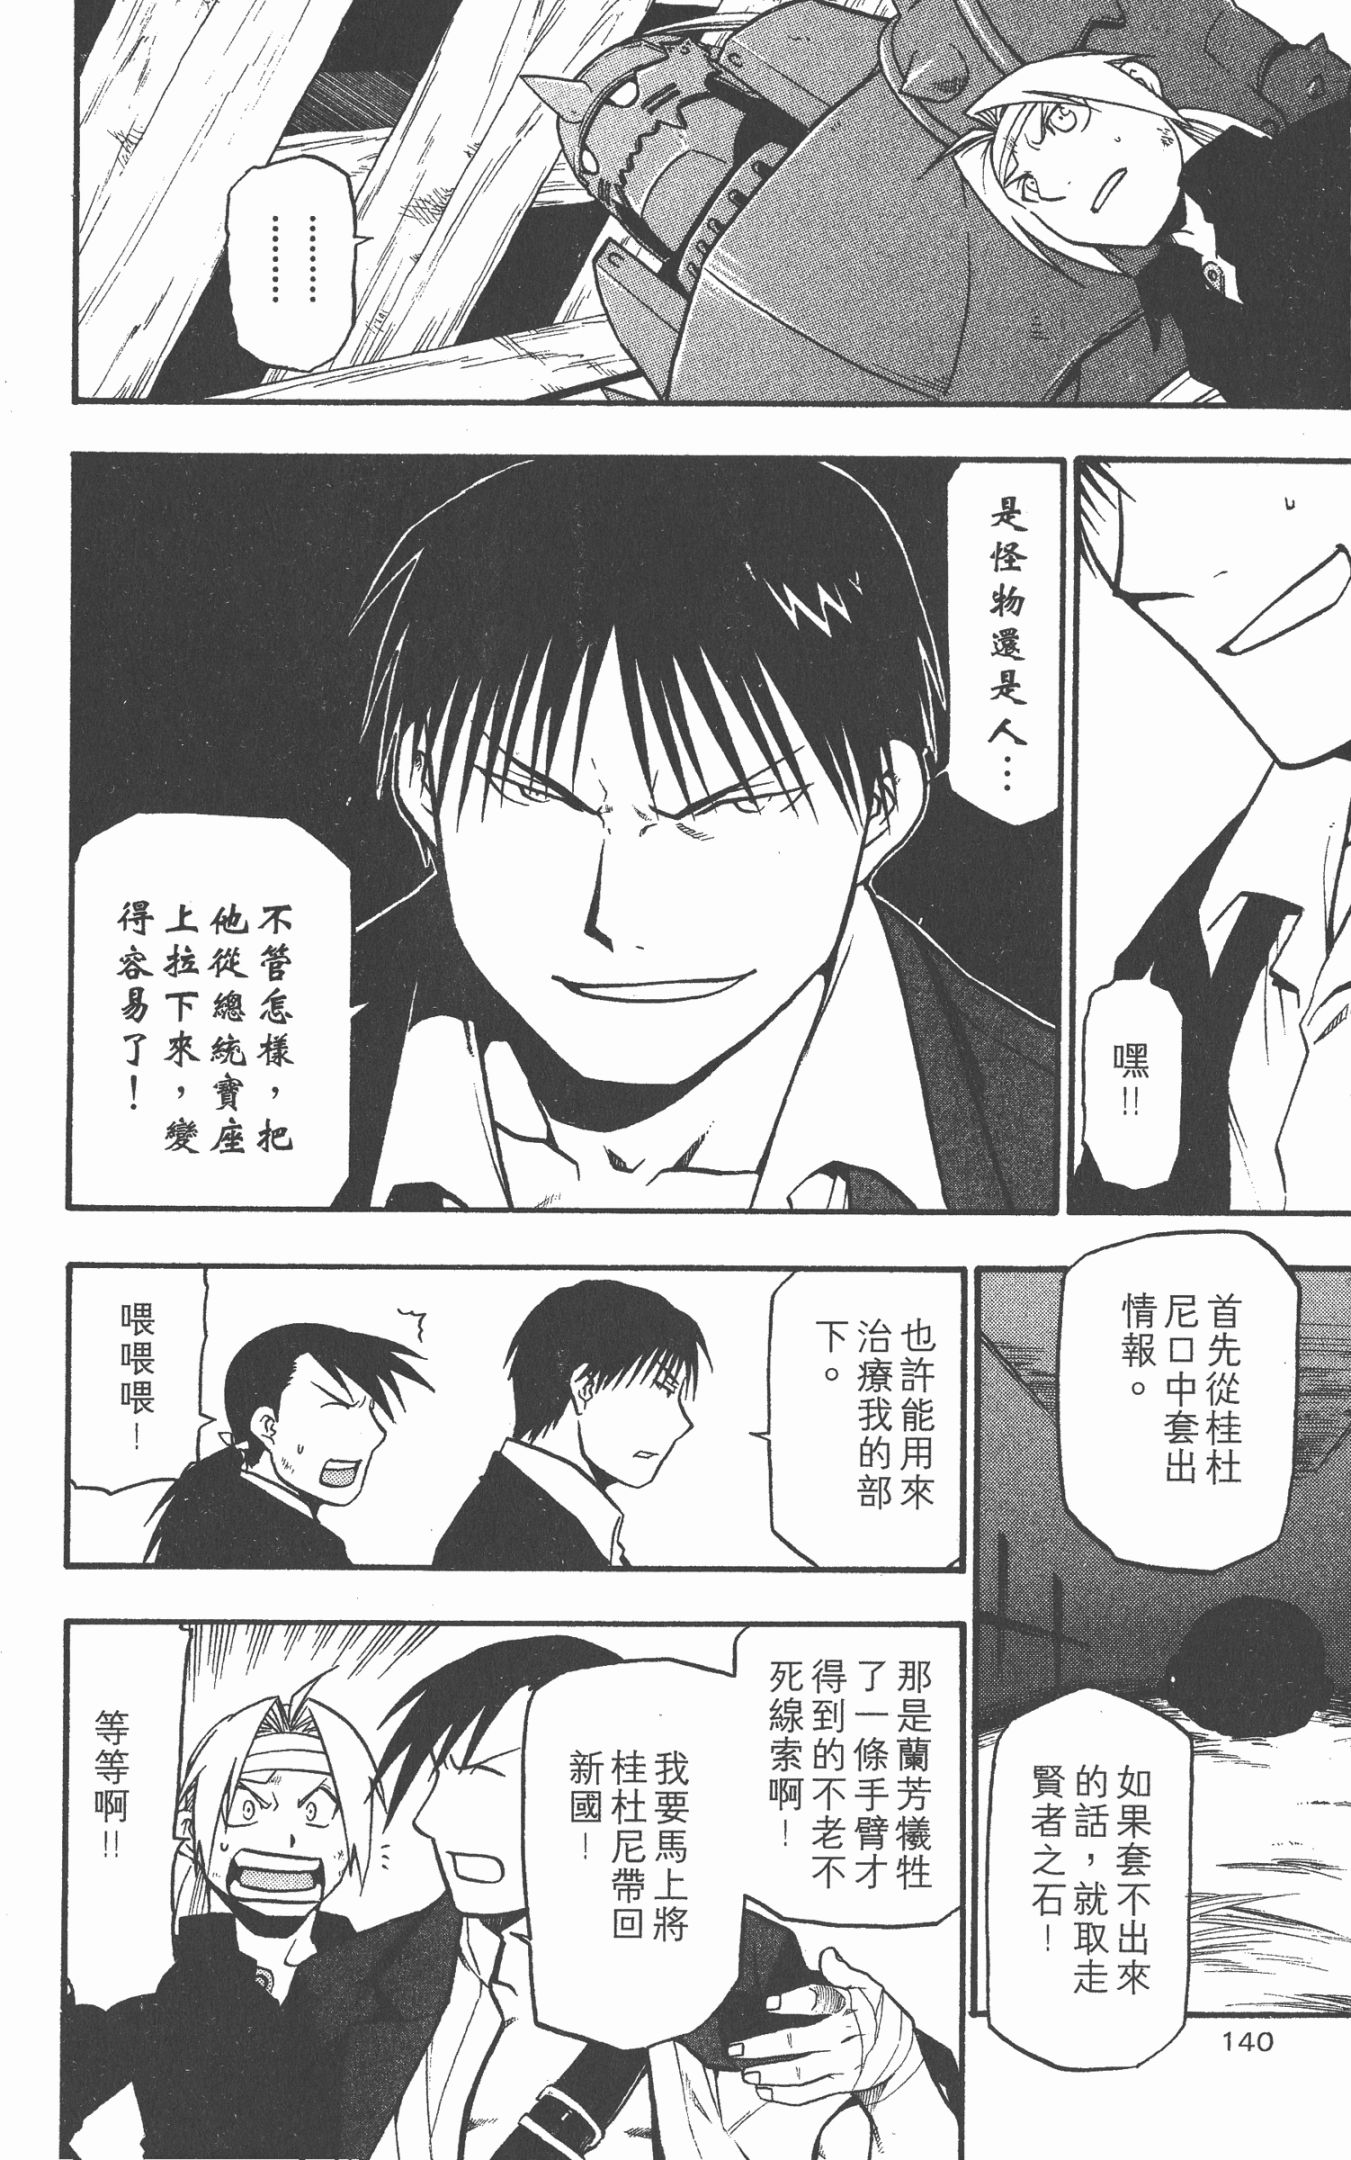 …………
…………
嘿!!
是怪物還是人…
不管怎樣，把
他從總統寶座
上拉下來，變
得容易了！
首先從桂杜
尼口中套出
情報。
如果套不出來
的話，就取走
賢者之石！
也許能用來
治療我的部
下。
喂喂喂！
那是蘭芳犧牲
了一條手臂才
得到的不老不
死線索啊！
我要馬上將
桂杜尼帶回
新國！
等等啊!!
140